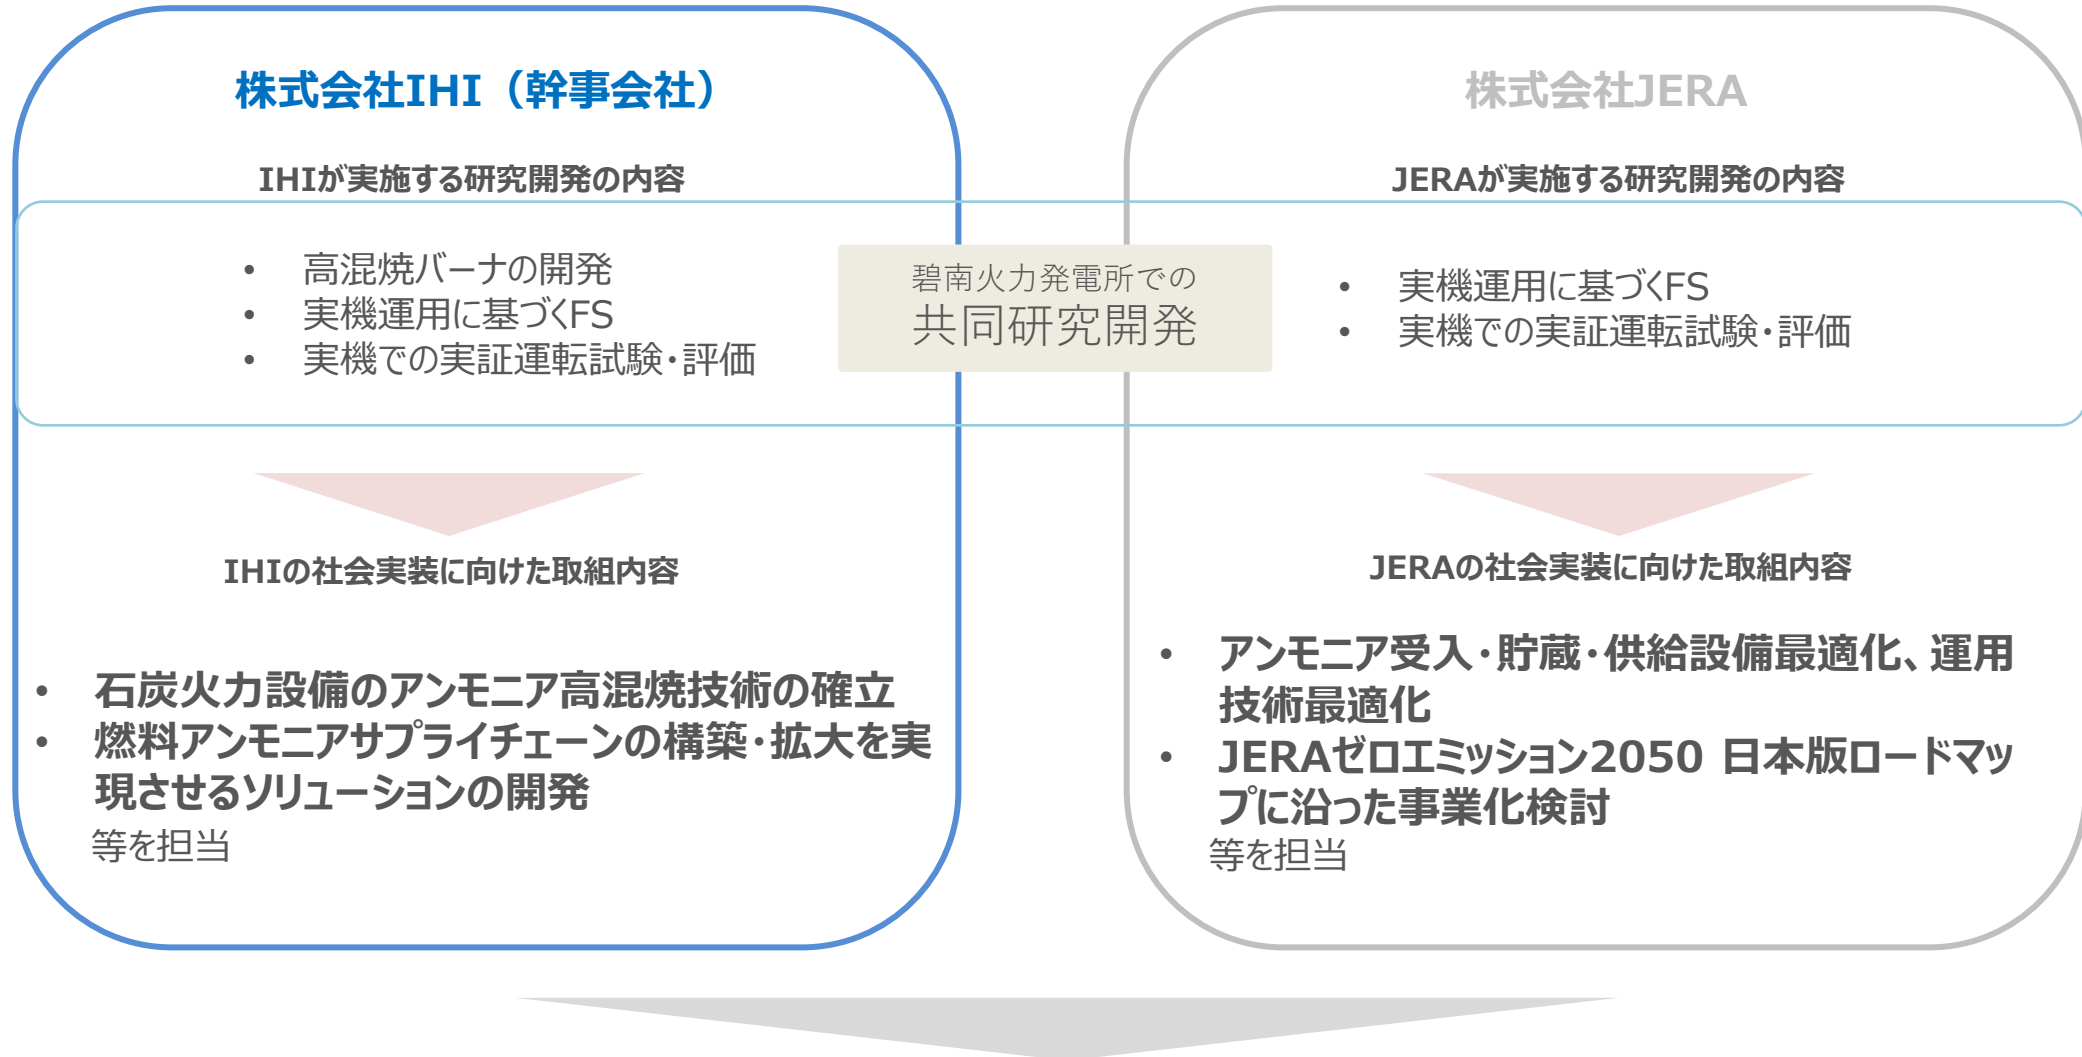 株式会社IHI（幹事会社）
IHIが実施する研究開発の内容
• 高混焼バーナの開発
• 実機運用に基づくFS
• 実機での実証運転試験・評価
碧南火力発電所での
共同研究開発
株式会社JERA
JERAが実施する研究開発の内容
• 実機運用に基づくFS
• 実機での実証運転試験・評価
IHIの社会実装に向けた取組内容
• 石炭火力設備のアンモニア高混焼技術の確立
• 燃料アンモニアサプライチェーンの構築・拡大を実
現させるソリューションの開発
等を担当
JERAの社会実装に向けた取組内容
• アンモニア受入・貯蔵・供給設備最適化、運用
技術最適化
• JERAゼロエミッション2050 日本版ロードマッ
プに沿った事業化検討
等を担当